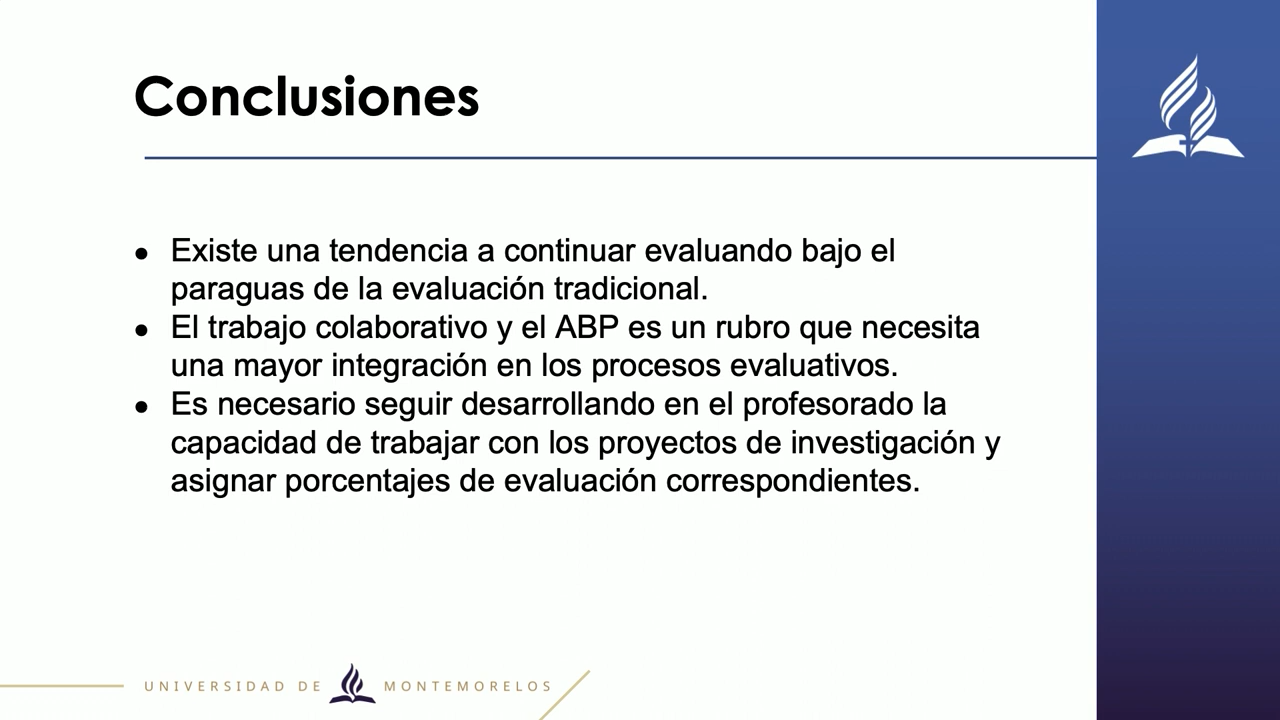 Conclusiones
● Existe una tendencia a continuar evaluando bajo el
paraguas de la evaluación tradicional.
● El trabajo colaborativo y el ABP es un rubro que necesita
una mayor integración en los procesos evaluativos.
● Es necesario seguir desarrollando en el profesorado la
capacidad de trabajar con los proyectos de investigación y
asignar porcentajes de evaluación correspondientes.
UNIVERSIDAD DE MONTEMORELOS